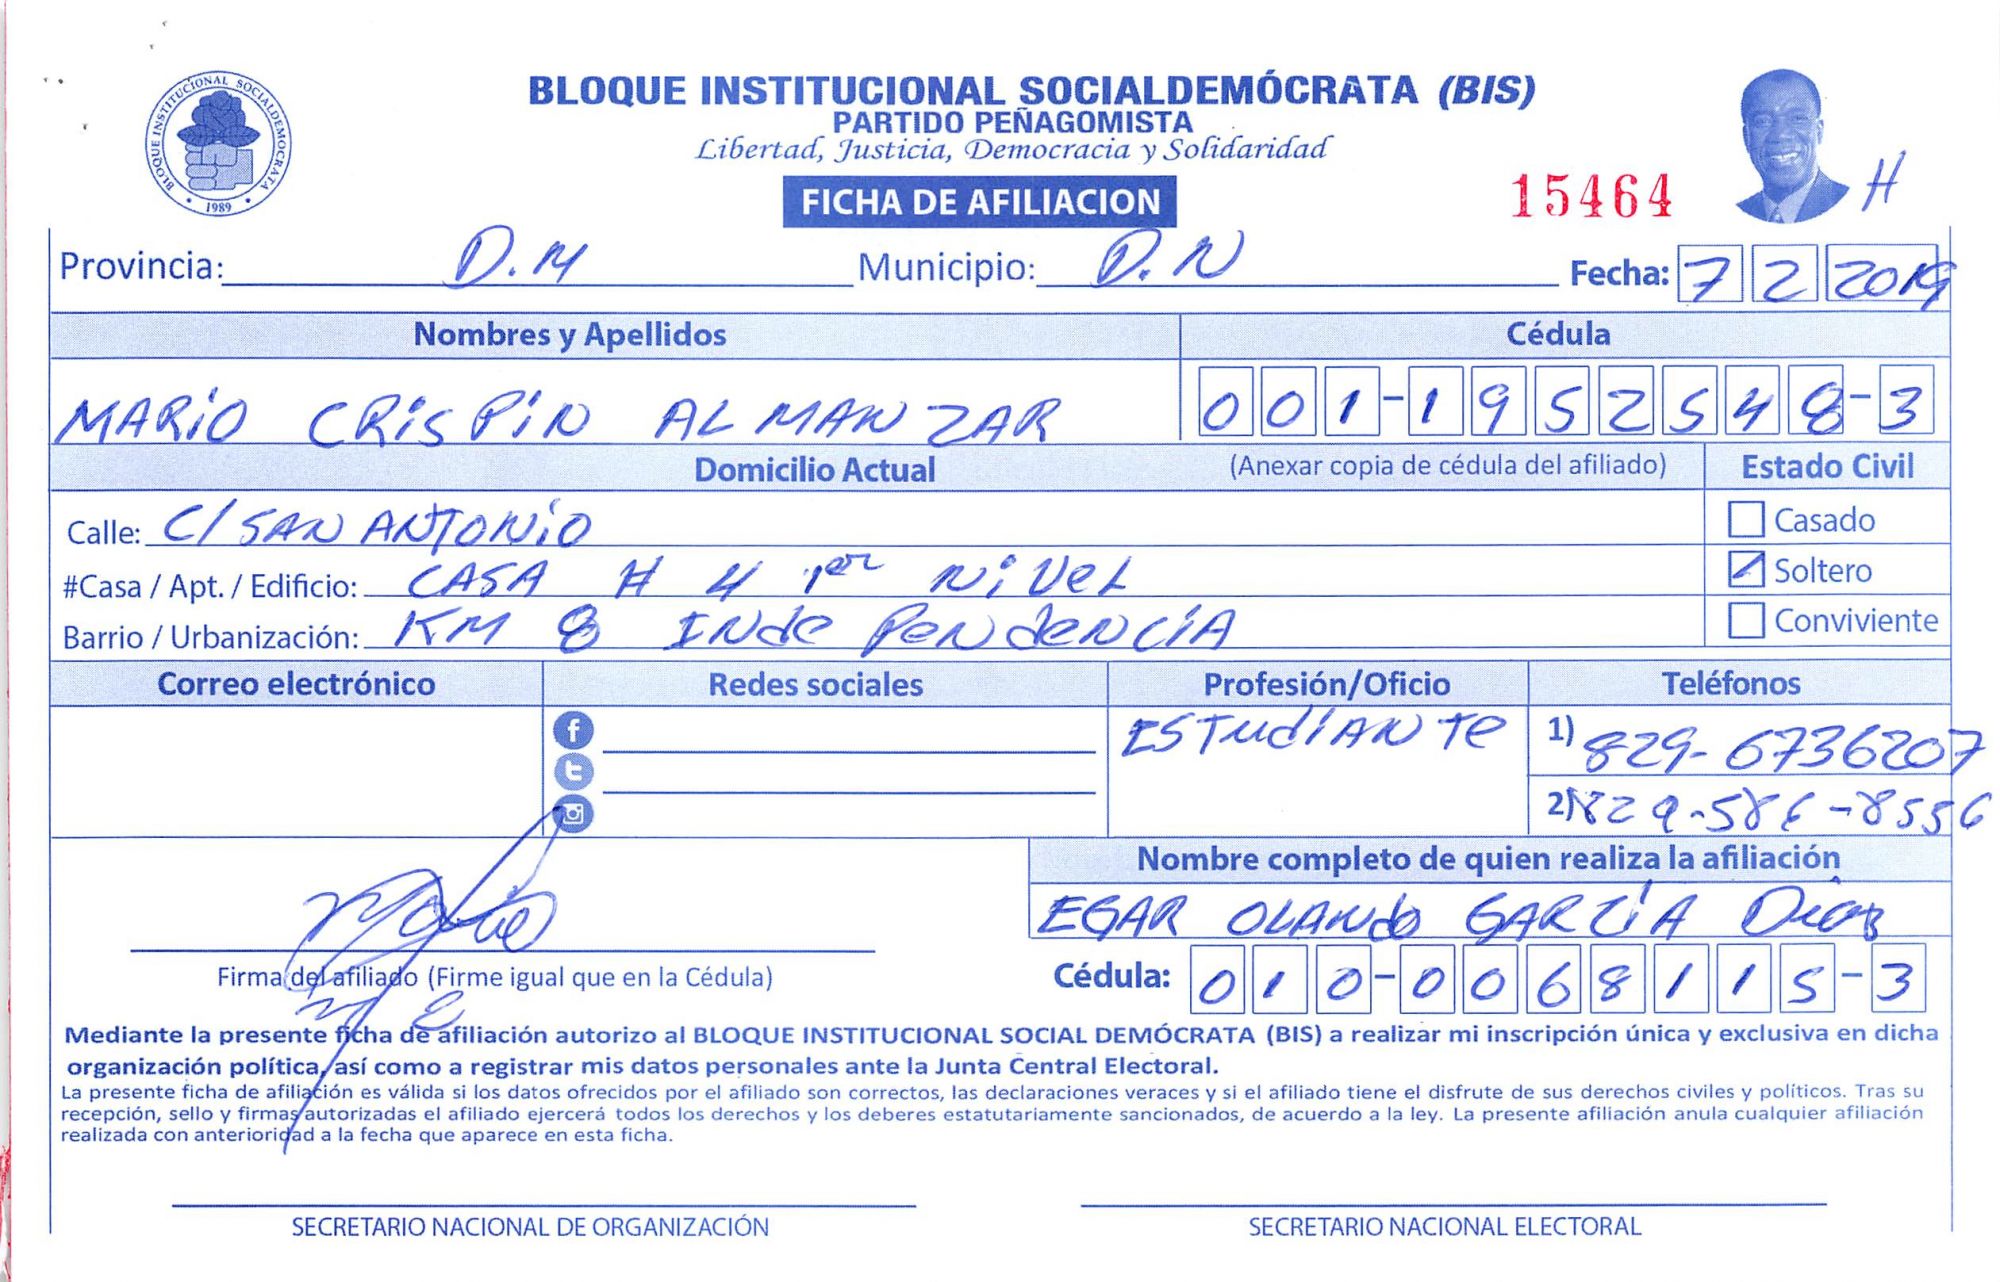 BLOQUE INSTITUCIONAL SOCIALDEMOCRATA
1989
BLOQUE INSTITUCIONAL SOCIALDEMÓCRATA (BIS)
PARTIDO PEÑAGOMISTA
Libertad, Justicia, Democracia y Solidaridad
FICHA DE AFILIACION
15464
H
Provincia: D.M Municipio: D.N Fecha: 7 2 2019
Nombres y Apellidos Cédula
MARIO CRISPIN ALMANZAR 001-1952548-3
Domicilio Actual (Anexar copia de cédula del afiliado) Estado Civil
Calle: C/ SAN ANTONIO Casado
#Casa / Apt. / Edificio: CASA # 4 1er NIVEL Soltero
Barrio / Urbanización: KM 8 INdePendenCIA Conviviente
Correo electrónico Redes sociales Profesión/Oficio Teléfonos
ESTudIANTe 1) 829-6736207
2) 829-586-8556
Nombre completo de quien realiza la afiliación
EGAR OLANdo GARCIA
Firma del afiliado (Firme igual que en la Cédula) Cédula: 010-0068115-3
Mediante la presente ficha de afiliación autorizo al BLOQUE INSTITUCIONAL SOCIAL DEMÓCRATA (BIS) a realizar mi inscripción única y exclusiva en dicha
organización política, así como a registrar mis datos personales ante la Junta Central Electoral.
La presente ficha de afiliación es válida si los datos ofrecidos por el afiliado son correctos, las declaraciones veraces y si el afiliado tiene el disfrute de sus derechos civiles y políticos. Tras su
recepción, sello y firmas autorizadas el afiliado ejercerá todos los derechos y los deberes estatutariamente sancionados, de acuerdo a la ley. La presente afiliación anula cualquier afiliación
realizada con anterioridad a la fecha que aparece en esta ficha.
SECRETARIO NACIONAL DE ORGANIZACIÓN SECRETARIO NACIONAL ELECTORAL